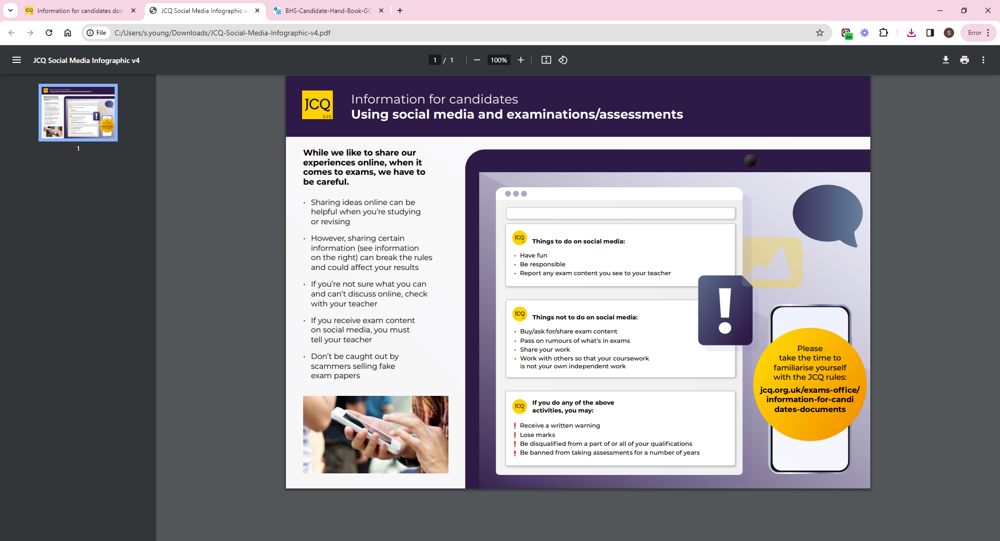 Information for candidates doc
JCQ Social Media Infographic v
BHS-Candidate-Hand-Book-GC
File
C:/Users/s.young/Downloads/JCQ-Social-Media-Infographic-v4.pdf
on
S
Error
JCQ Social Media Infographic v4
1 / 1
100%
1
JCQ
CIC
Information for candidates
Using social media and examinations/assessments
While we like to share our
experiences online, when it
comes to exams, we have to
be careful.
• Sharing ideas online can be
helpful when you're studying
or revising
• However, sharing certain
information (see information
on the right) can break the rules
and could affect your results
• If you're not sure what you can
and can't discuss online, check
with your teacher
• If you receive exam content
on social media, you must
tell your teacher
• Don't be caught out by
scammers selling fake
exam papers
JCQ
Things to do on social media:
• Have fun
• Be responsible
• Report any exam content you see to your teacher
JCQ
Things not to do on social media:
• Buy/ask for/share exam content
• Pass on rumours of what's in exams
• Share your work
• Work with others so that your coursework
is not your own independent work
JCQ
If you do any of the above
activities, you may:
! Receive a written warning
! Lose marks
! Be disqualified from a part of or all of your qualifications
! Be banned from taking assessments for a number of years
!
Please
take the time to
familiarise yourself
with the JCQ rules:
jcq.org.uk/exams-office/
information-for-candi
dates-documents